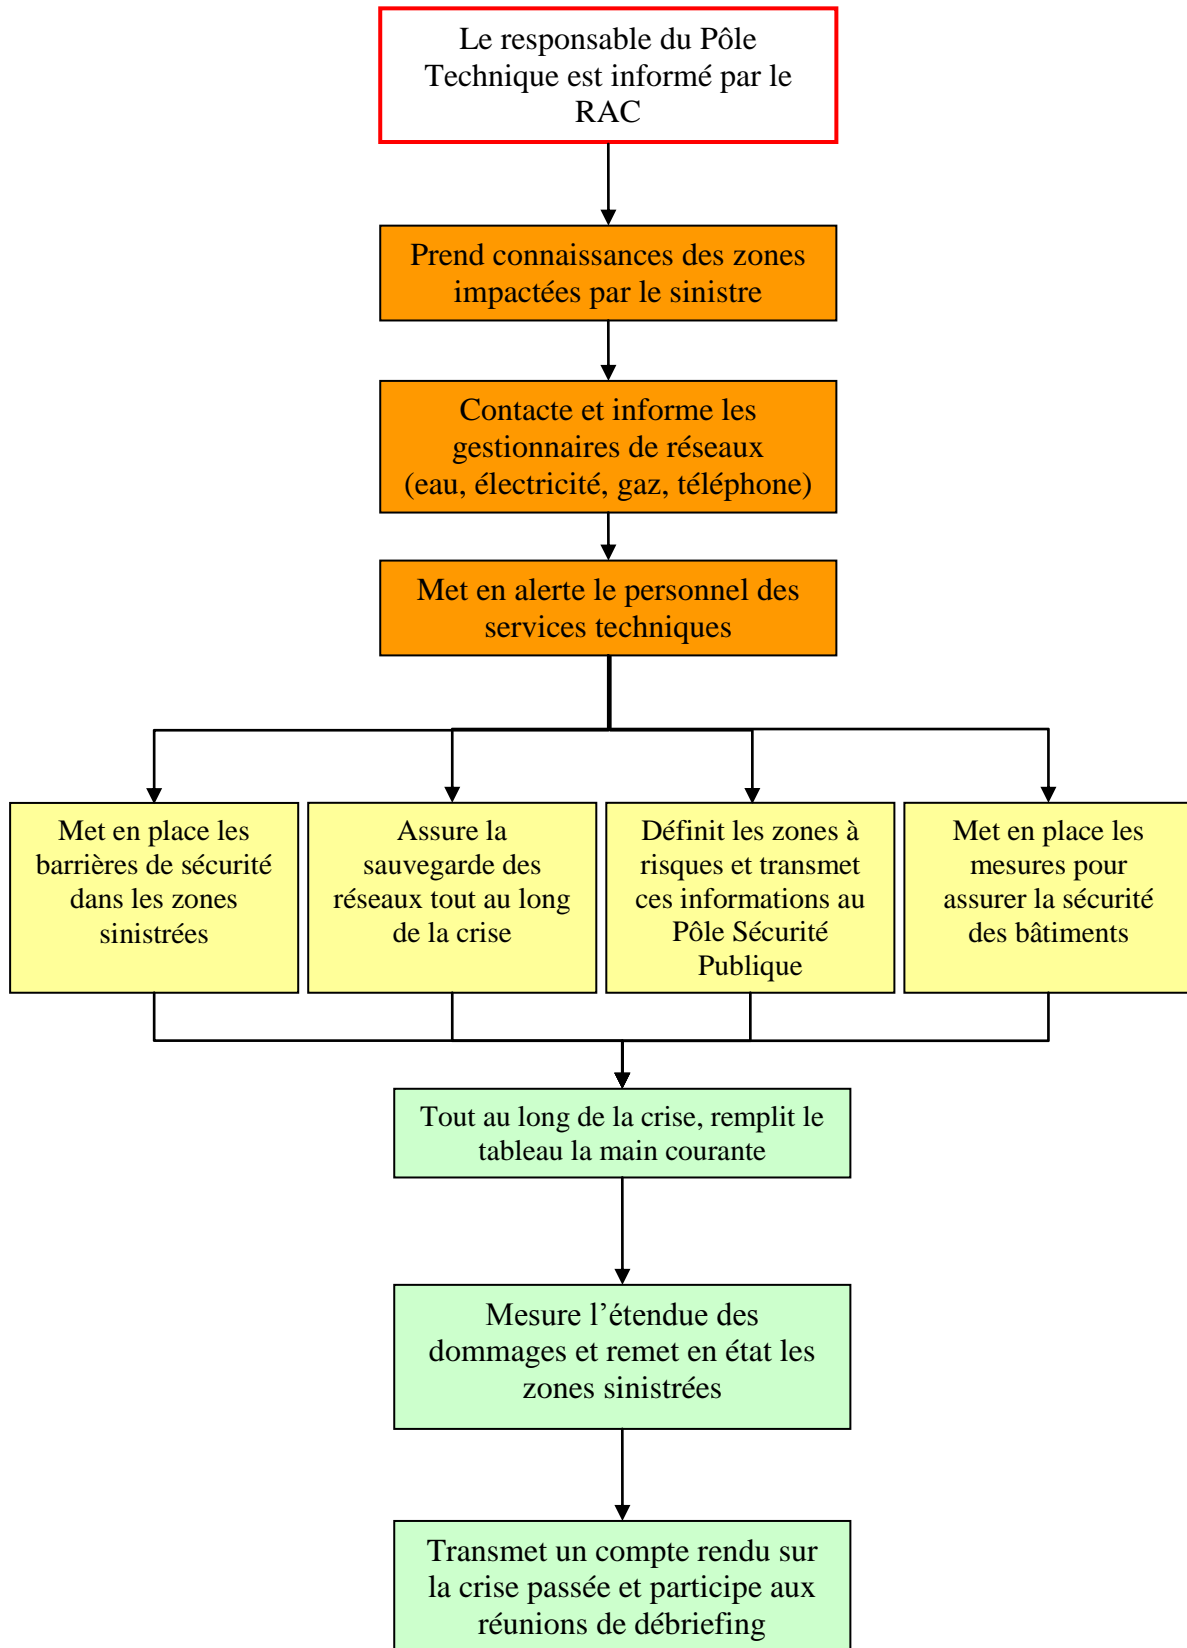 Le responsable du Pôle
Technique est informé par le
RAC
Prend connaissances des zones
impactées par le sinistre
Contacte et informe les
gestionnaires de réseaux
(eau, électricité, gaz, téléphone)
Met en alerte le personnel des
services techniques
Met en place les
barrières de sécurité
dans les zones
sinistrées
Assure la
sauvegarde des
réseaux tout au long
de la crise
Définit les zones à
risques et transmet
ces informations au
Pôle Sécurité
Publique
Met en place les
mesures pour
assurer la sécurité
des bâtiments
Tout au long de la crise, remplit le
tableau la main courante
Mesure l’étendue des
dommages et remet en état les
zones sinistrées
Transmet un compte rendu sur
la crise passée et participe aux
réunions de débriefing